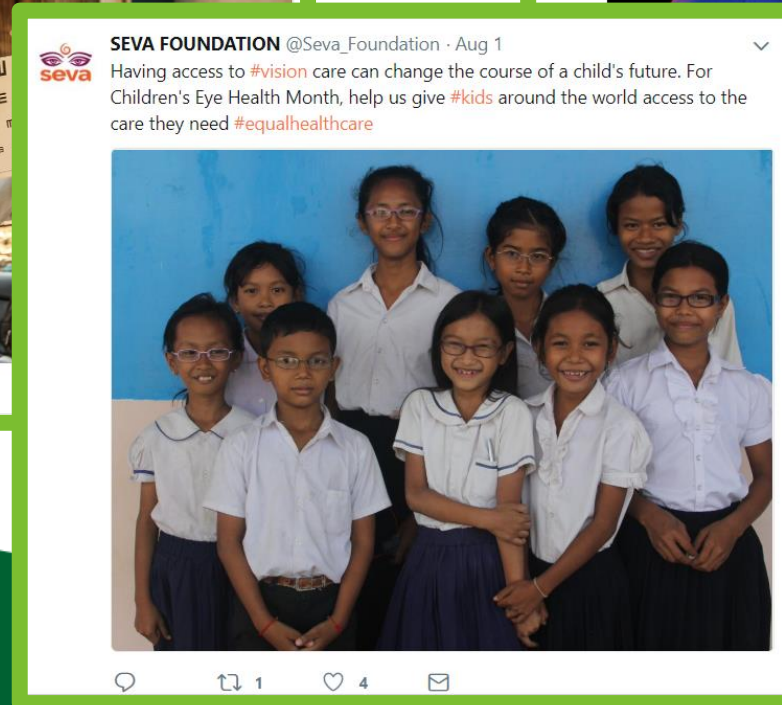 SEVA FOUNDATION @Seva_Foundation · Aug 1
seva
Having access to #vision care can change the course of a child's future. For
Children's Eye Health Month, help us give #kids around the world access to the
care they need #equalhealthcare
1
4